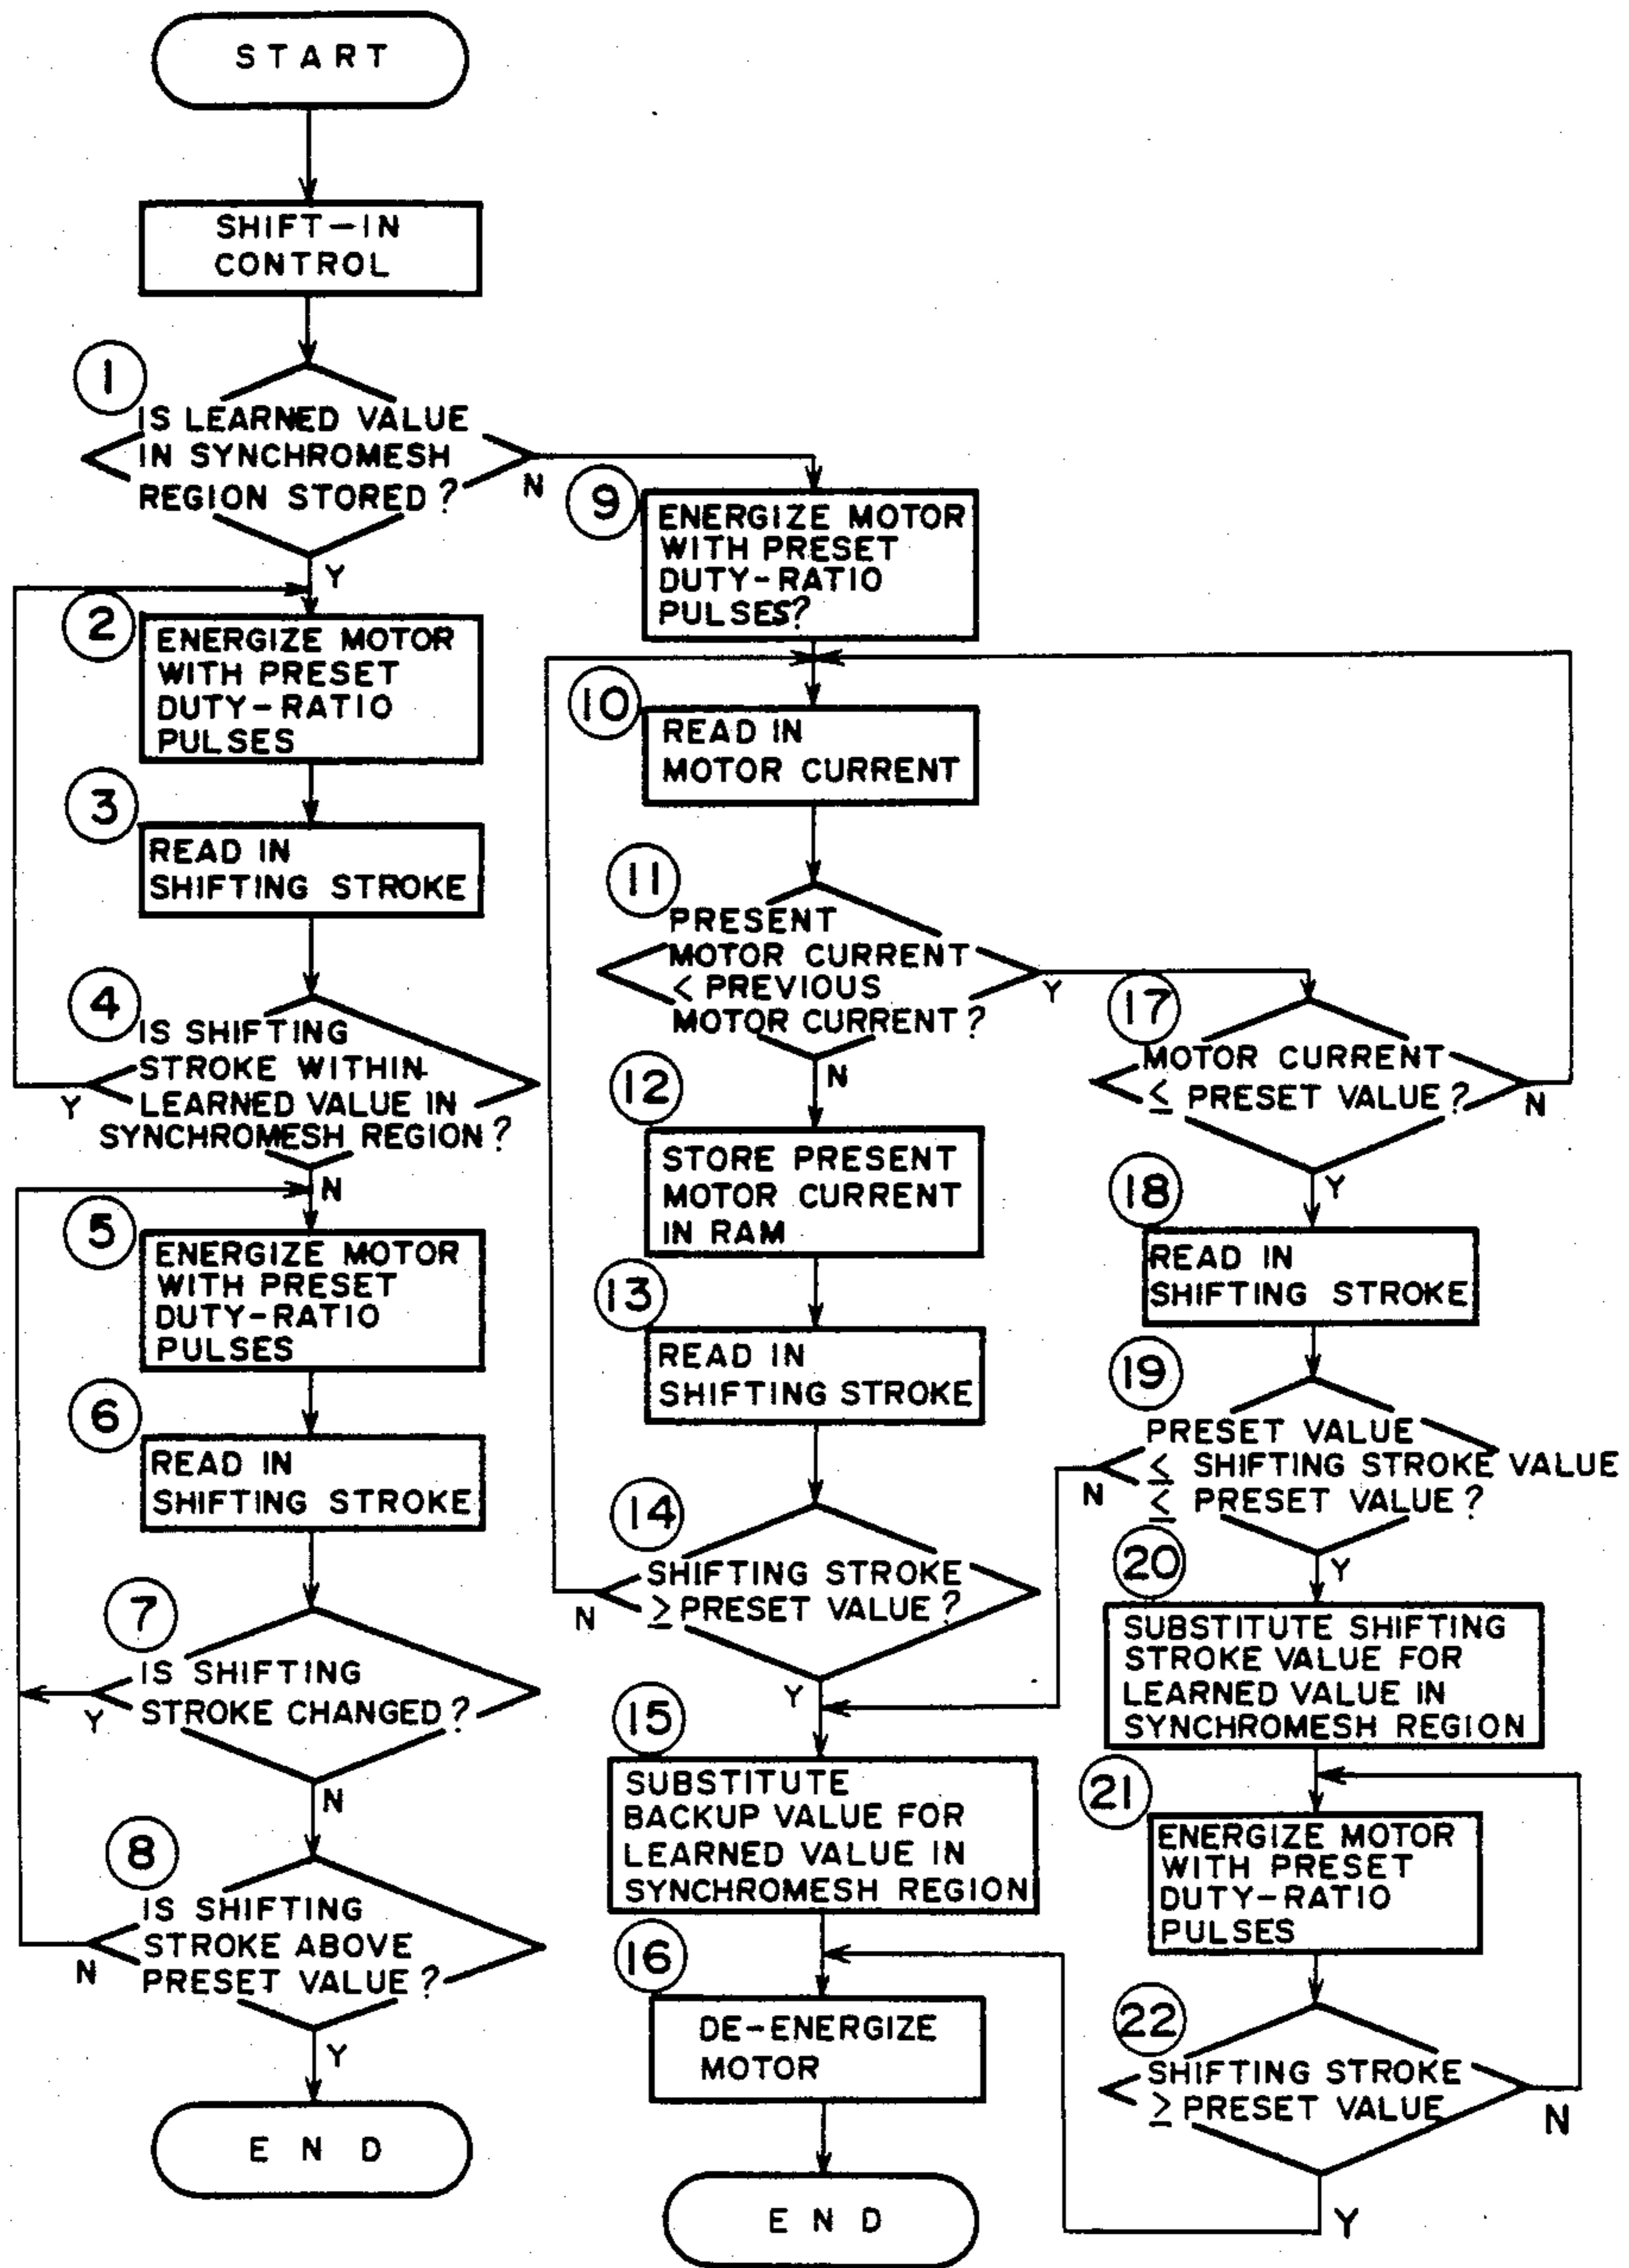 START
SHIFT-IN
CONTROL
1
IS LEARNED VALUE
IN SYNCHROMESH
REGION STORED?
N
Y
2
ENERGIZE MOTOR
WITH PRESET
DUTY-RATIO
PULSES
3
READ IN
SHIFTING STROKE
4
IS SHIFTING
STROKE WITHIN
LEARNED VALUE IN
SYNCHROMESH REGION?
Y
N
5
ENERGIZE MOTOR
WITH PRESET
DUTY-RATIO
PULSES
6
READ IN
SHIFTING STROKE
7
IS SHIFTING
STROKE CHANGED?
Y
N
8
IS SHIFTING
STROKE ABOVE
PRESET VALUE?
N
Y
END
9
ENERGIZE MOTOR
WITH PRESET
DUTY-RATIO
PULSES?
10
READ IN
MOTOR CURRENT
11
PRESENT
MOTOR CURRENT
< PREVIOUS
MOTOR CURRENT?
Y
N
12
STORE PRESENT
MOTOR CURRENT
IN RAM
13
READ IN
SHIFTING STROKE
14
SHIFTING STROKE
≥ PRESET VALUE?
N
Y
15
SUBSTITUTE
BACKUP VALUE FOR
LEARNED VALUE IN
SYNCHROMESH REGION
16
DE-ENERGIZE
MOTOR
END
17
MOTOR CURRENT
≤ PRESET VALUE?
N
Y
18
READ IN
SHIFTING STROKE
19
PRESET VALUE
≤ SHIFTING STROKE VALUE
≤ PRESET VALUE?
N
Y
20
SUBSTITUTE SHIFTING
STROKE VALUE FOR
LEARNED VALUE IN
SYNCHROMESH REGION
21
ENERGIZE MOTOR
WITH PRESET
DUTY-RATIO
PULSES
22
SHIFTING STROKE
≥ PRESET VALUE
N
Y